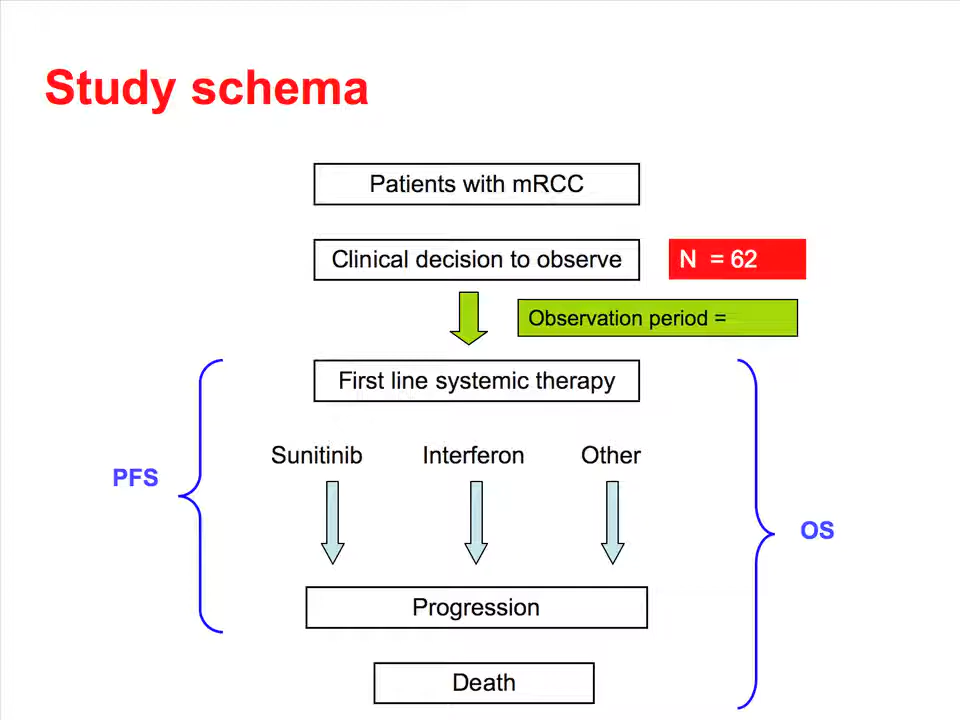 Study schema
Patients with mRCC
Clinical decision to observe
N = 62
Observation period =
First line systemic therapy
Sunitinib Interferon Other
PFS
OS
Progression
Death